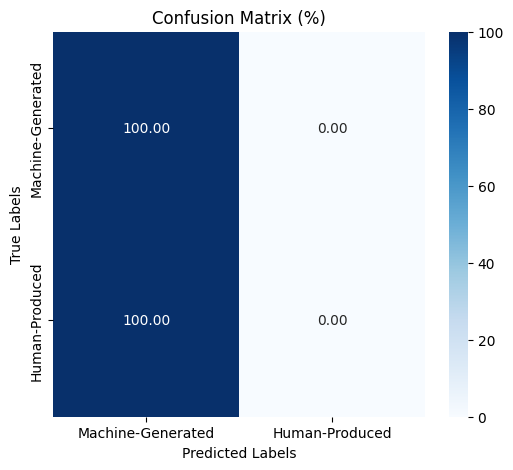 Confusion Matrix (%)
True Labels
Machine-Generated
Human-Produced
100.00 0.00
100.00 0.00
Machine-Generated Human-Produced
Predicted Labels
100
80
60
40
20
0